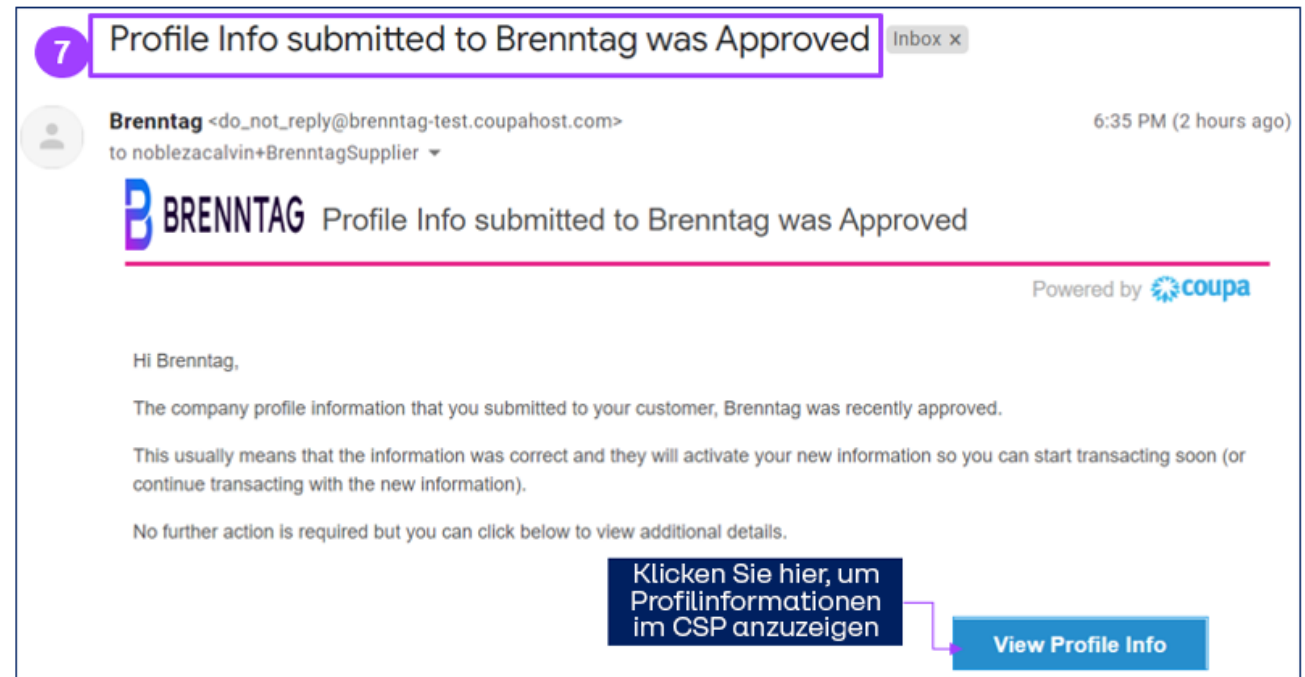 7
Profile Info submitted to Brenntag was Approved Inbox x
Brenntag <do_not_reply@brenntag-test.coupahost.com> 6:35 PM (2 hours ago)
to noblezacalvin+BrenntagSupplier
BRENNTAG Profile Info submitted to Brenntag was Approved
Powered by coupa
Hi Brenntag,
The company profile information that you submitted to your customer, Brenntag was recently approved.
This usually means that the information was correct and they will activate your new information so you can start transacting soon (or
continue transacting with the new information).
No further action is required but you can click below to view additional details.
Klicken Sie hier, um
Profilinformationen
im CSP anzuzeigen
View Profile Info